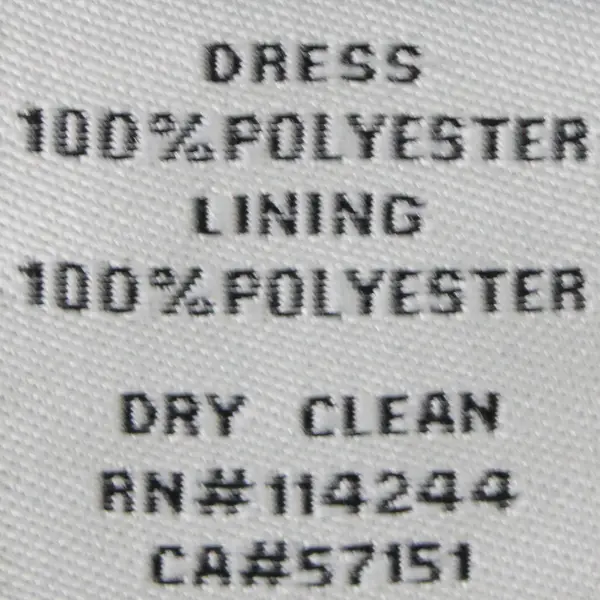 DRESS
100%POLYESTER
LINING
100%POLYESTER
DRY CLEAN
RN#114244
CA#57151